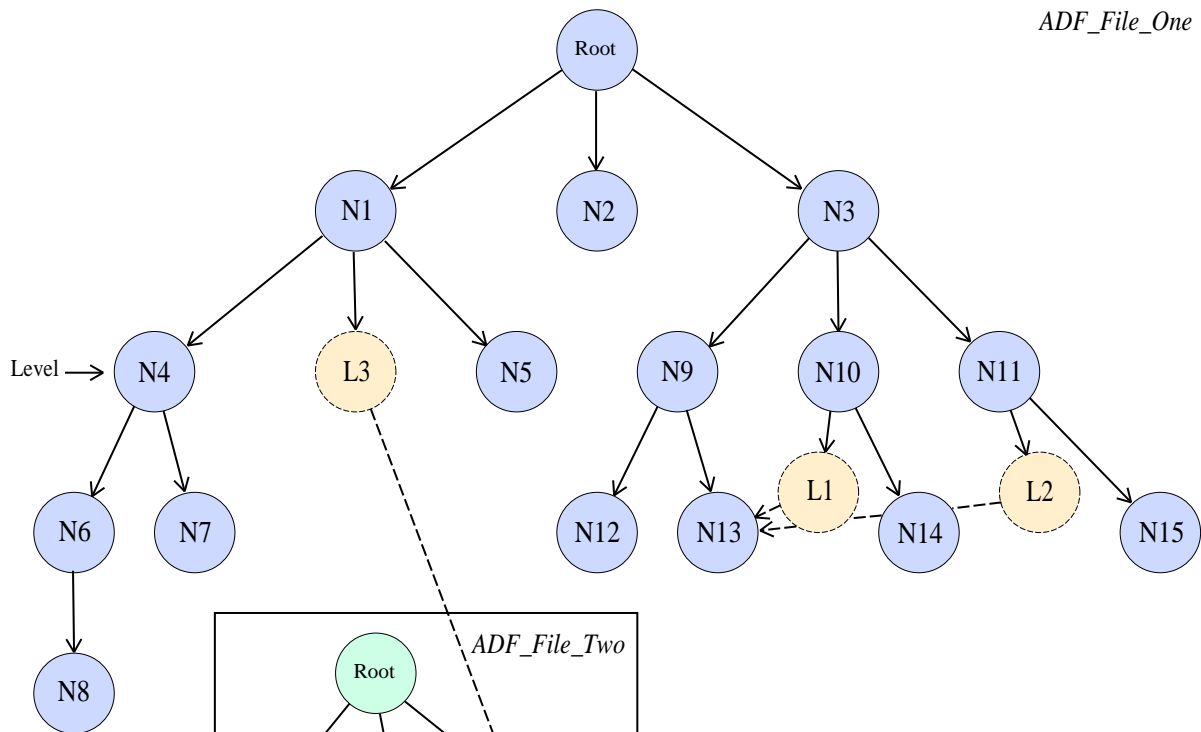 ADF_File_One
Root
N1
N2
N3
Level
N4
L3
N5
N9
N10
N11
L1
L2
N6
N7
N12
N13
N14
N15
ADF_File_Two
Root
N8